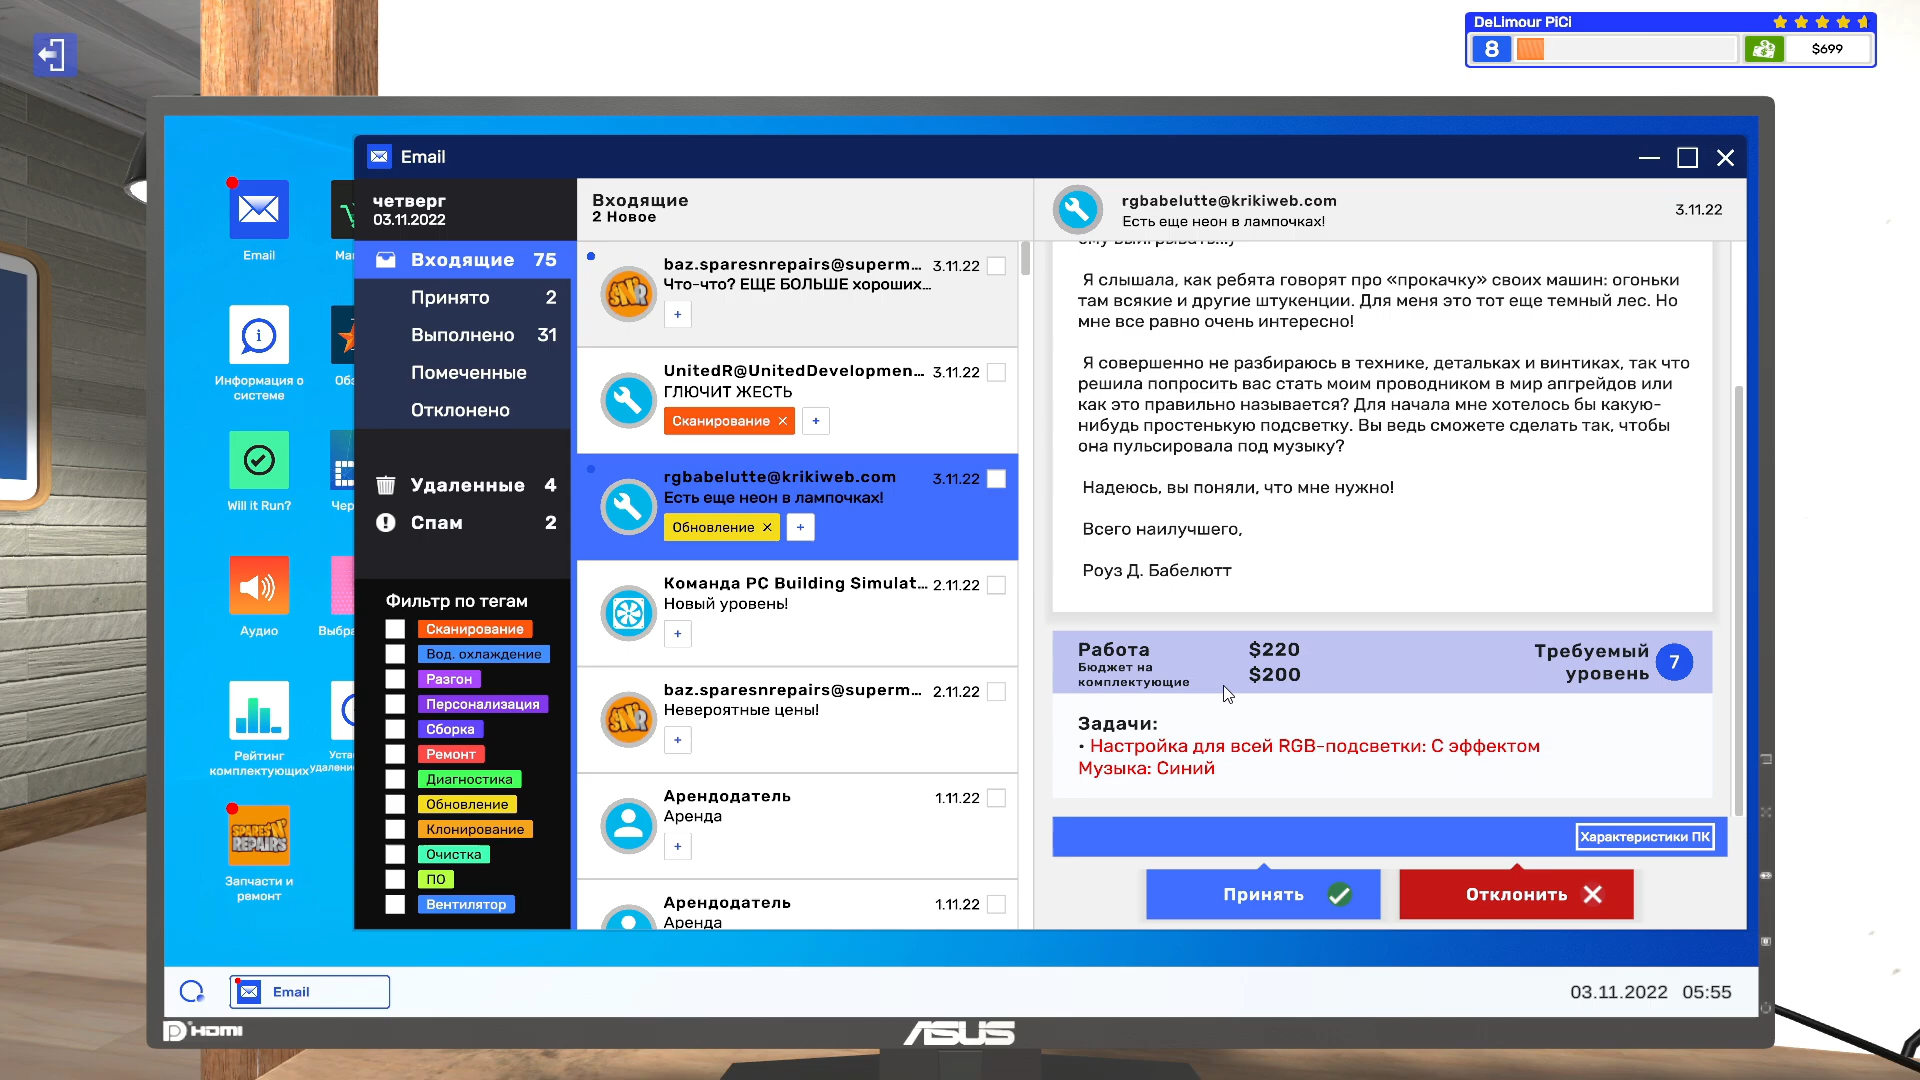 DeLimour PiCi
8
$699
Email
четверг
03.11.2022
Входящие 75
Принято 2
Выполнено 31
Помеченные
Отклонено
Удаленные 4
Спам 2
Фильтр по тегам
Сканирование
Вод. охлаждение
Разгон
Персонализация
Сборка
Ремонт
Диагностика
Обновление
Клонирование
Очистка
ПО
Вентилятор
Email
Информация о
системе
Will it Run?
Аудио
Рейтинг
комплектующих
SPARES 'N'
REPAIRS
Запчасти и
ремонт
Входящие
2 Новое
baz.sparesnrepairs@superm... 3.11.22
Что-что? ЕЩЕ БОЛЬШЕ хороших...
+
UnitedR@UnitedDevelopmen... 3.11.22
ГЛЮЧИТ ЖЕСТЬ
Сканирование × +
rgbabelutte@krikiweb.com 3.11.22
Есть еще неон в лампочках!
Обновление × +
Команда PC Building Simulat... 2.11.22
Новый уровень!
+
baz.sparesnrepairs@superm... 2.11.22
Невероятные цены!
+
Арендодатель 1.11.22
Аренда
+
Арендодатель 1.11.22
Аренда
rgbabelutte@krikiweb.com
Есть еще неон в лампочках!
3.11.22
Я слышала, как ребята говорят про «прокачку» своих машин: огоньки
там всякие и другие штукенции. Для меня это тот еще темный лес. Но
мне все равно очень интересно!
Я совершенно не разбираюсь в технике, детальках и винтиках, так что
решила попросить вас стать моим проводником в мир апгрейдов или
как это правильно называется? Для начала мне хотелось бы какую-
нибудь простенькую подсветку. Вы ведь сможете сделать так, чтобы
она пульсировала под музыку?
Надеюсь, вы поняли, что мне нужно!
Всего наилучшего,
Роуз Д. Бабелютт
Работа $220
Бюджет на
комплектующие $200
Требуемый
уровень 7
Задачи:
• Настройка для всей RGB-подсветки: С эффектом
Музыка: Синий
Характеристики ПК
Принять
Отклонить
Email
03.11.2022 05:55
HDMI
ASUS